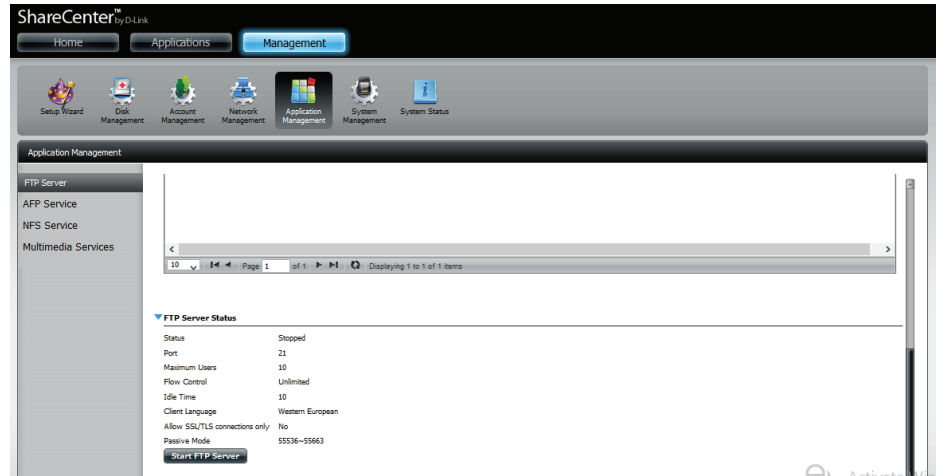 ShareCenter™ by D-Link
Home Applications Management
Setup Wizard
Disk Management
Account Management
Network Management
Application Management
System Management
System Status
Application Management
FTP Server
AFP Service
NFS Service
Multimedia Services
10 Page 1 of 1 Displaying 1 to 1 of 1 items
FTP Server Status
Status Stopped
Port 21
Maximum Users 10
Flow Control Unlimited
Idle Time 10
Client Language Western European
Allow SSL/TLS connections only No
Passive Mode 55536~55663
Start FTP Server